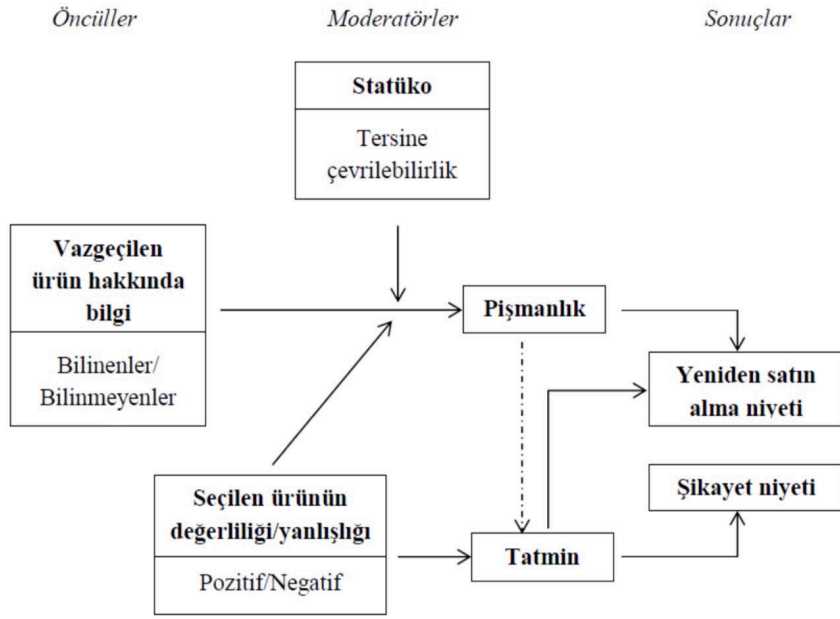 Öncüller
Moderatörler
Sonuçlar
Statüko
Tersine
çevrilebilirlik
Vazgeçilen
ürün hakkında
bilgi
Bilinenler/
Bilinmeyenler
Pişmanlık
Yeniden satın
alma niyeti
Şikayet niyeti
Seçilen ürünün
değerliliği/yanlışlığı
Pozitif/Negatif
Tatmin